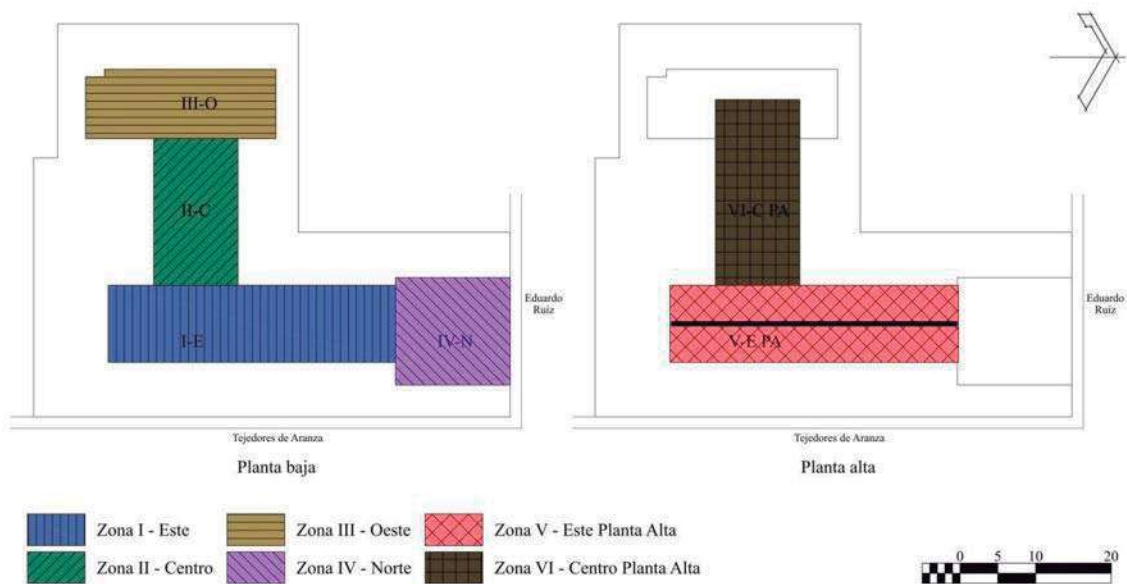 III-O
II-C
I-E
IV-N
Eduardo
Ruíz
Tejedores de Aranza
Planta baja
VI-C PA
V-E PA
Eduardo
Ruíz
Tejedores de Aranza
Planta alta
Zona I - Este
Zona III - Oeste
Zona V - Este Planta Alta
Zona II - Centro
Zona IV - Norte
Zona VI - Centro Planta Alta
0 5 10 20